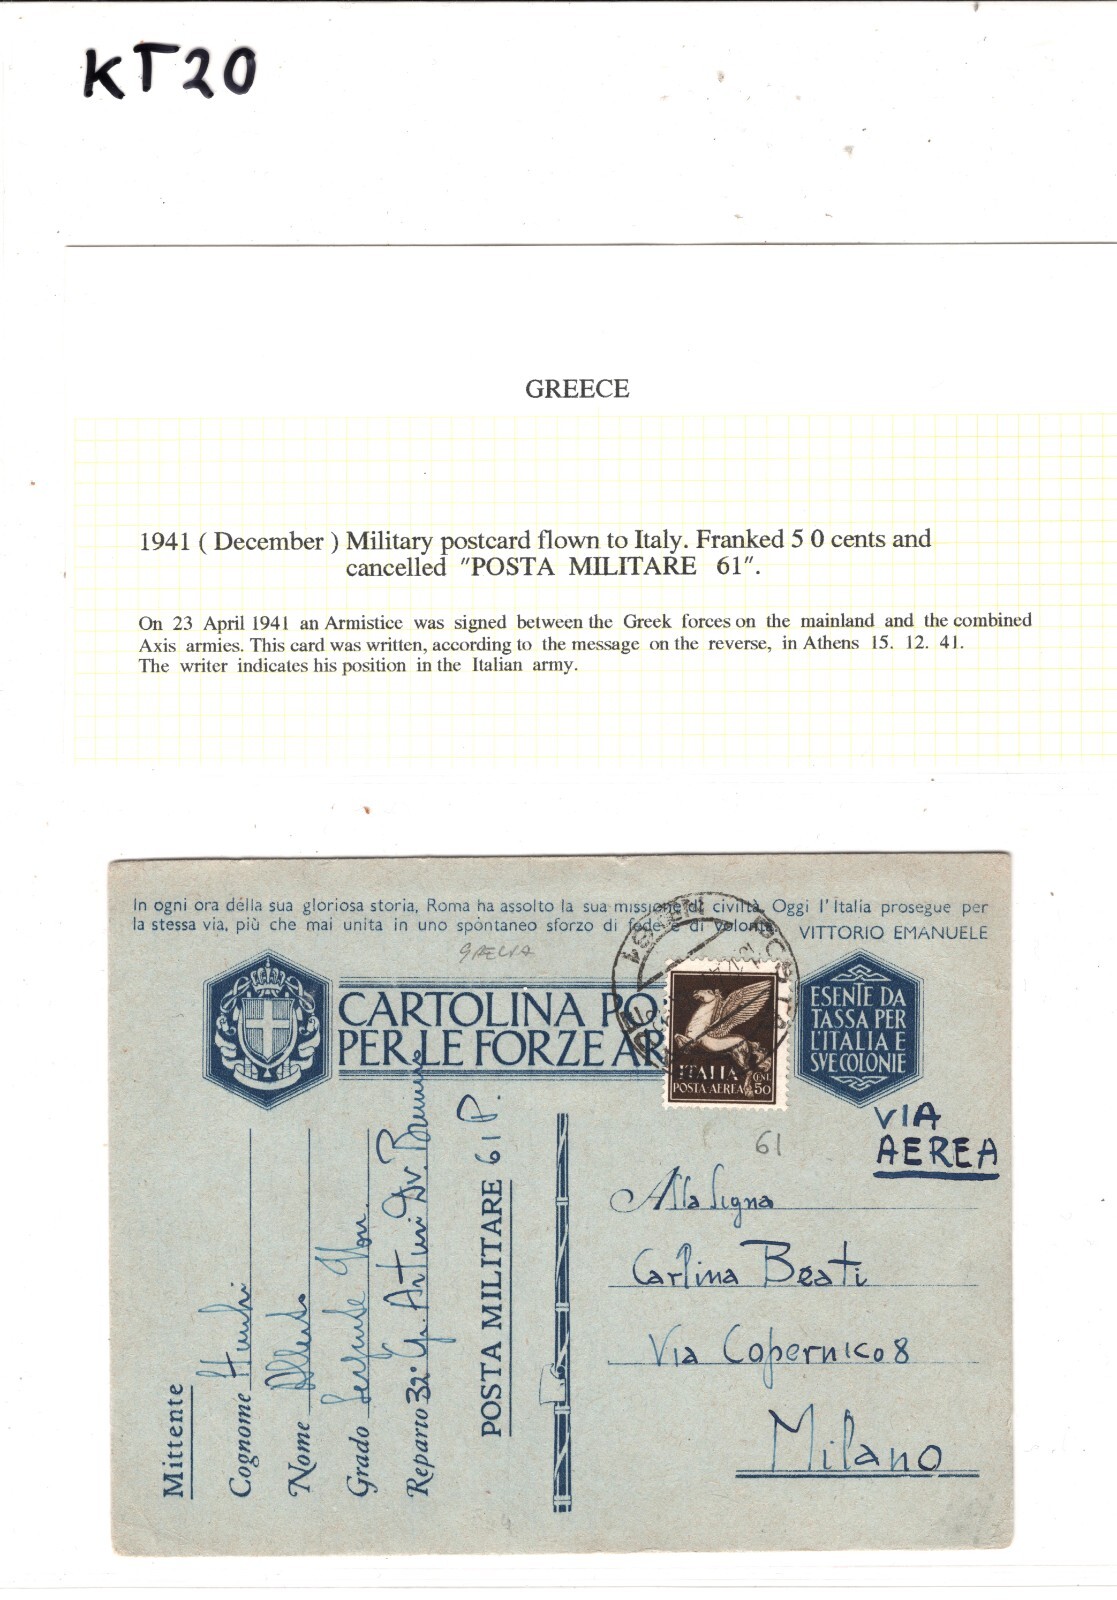 KT20
GREECE
1941 ( December ) Military postcard flown to Italy. Franked 5 0 cents and
cancelled "POSTA MILITARE 61".
On 23 April 1941 an Armistice was signed between the Greek forces on the mainland and the combined
Axis armies. This card was written, according to the message on the reverse, in Athens 15. 12. 41.
The writer indicates his position in the Italian army.
In ogni ora délla sua gloriosa storia, Roma ha assolto la sua missione di civiltà. Oggi l'Italia prosegue per
la stessa via, più che mai unita in uno spòntaneo sforzo di fede e di volontà
VITTORIO EMANUELE
GRECIA
CARTOLINA PO
PER LE FORZE AR
ITALIA
POSTA AEREA
CENT.
50
ESENTE DA
TASSA PER
L'ITALIA E
SVE COLONIE
VIA
AEREA
61
Alla Signa
Carlina Beati
Via Copernico 8
Milano
Mittente
Cognome
Nome
Grado
Reparto 32°
POSTA MILITARE 61 P.